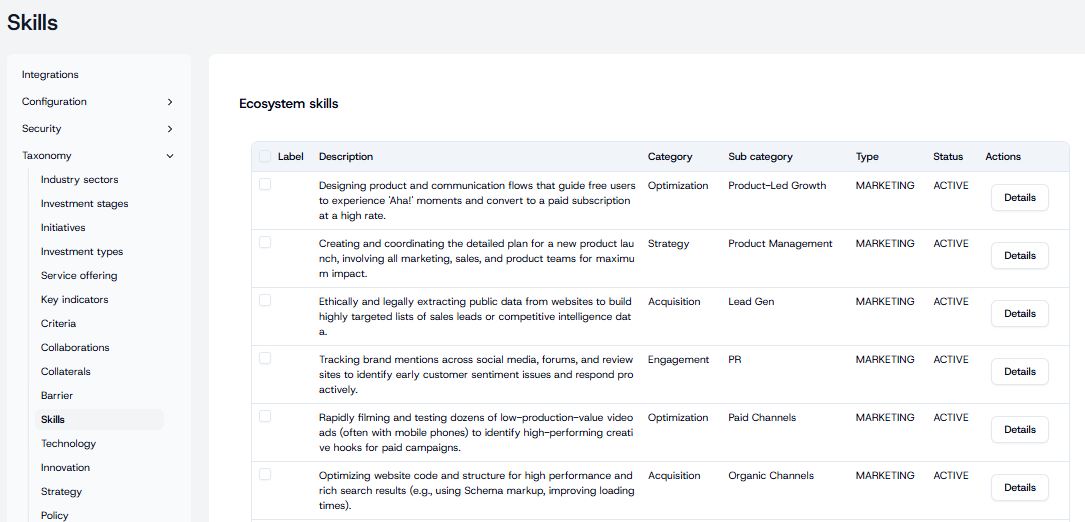 Skills
Integrations
Configuration
Security
Taxonomy
Industry sectors
Investment stages
Initiatives
Investment types
Service offering
Key indicators
Criteria
Collaborations
Collaterals
Barrier
Skills
Technology
Innovation
Strategy
Policy
Ecosystem skills
Label Description Category Sub category Type Status Actions
Designing product and communication flows that guide free users Optimization Product-Led Growth MARKETING ACTIVE Details
to experience 'Aha!' moments and convert to a paid subscription
at a high rate.
Creating and coordinating the detailed plan for a new product lau Strategy Product Management MARKETING ACTIVE Details
nch, involving all marketing, sales, and product teams for maximu
m impact.
Ethically and legally extracting public data from websites to build Acquisition Lead Gen MARKETING ACTIVE Details
highly targeted lists of sales leads or competitive intelligence dat
a.
Tracking brand mentions across social media, forums, and review Engagement PR MARKETING ACTIVE Details
sites to identify early customer sentiment issues and respond pro
actively.
Rapidly filming and testing dozens of low-production-value video Optimization Paid Channels MARKETING ACTIVE Details
ads (often with mobile phones) to identify high-performing creati
ve hooks for paid campaigns.
Optimizing website code and structure for high performance and Acquisition Organic Channels MARKETING ACTIVE Details
rich search results (e.g., using Schema markup, improving loading
times).